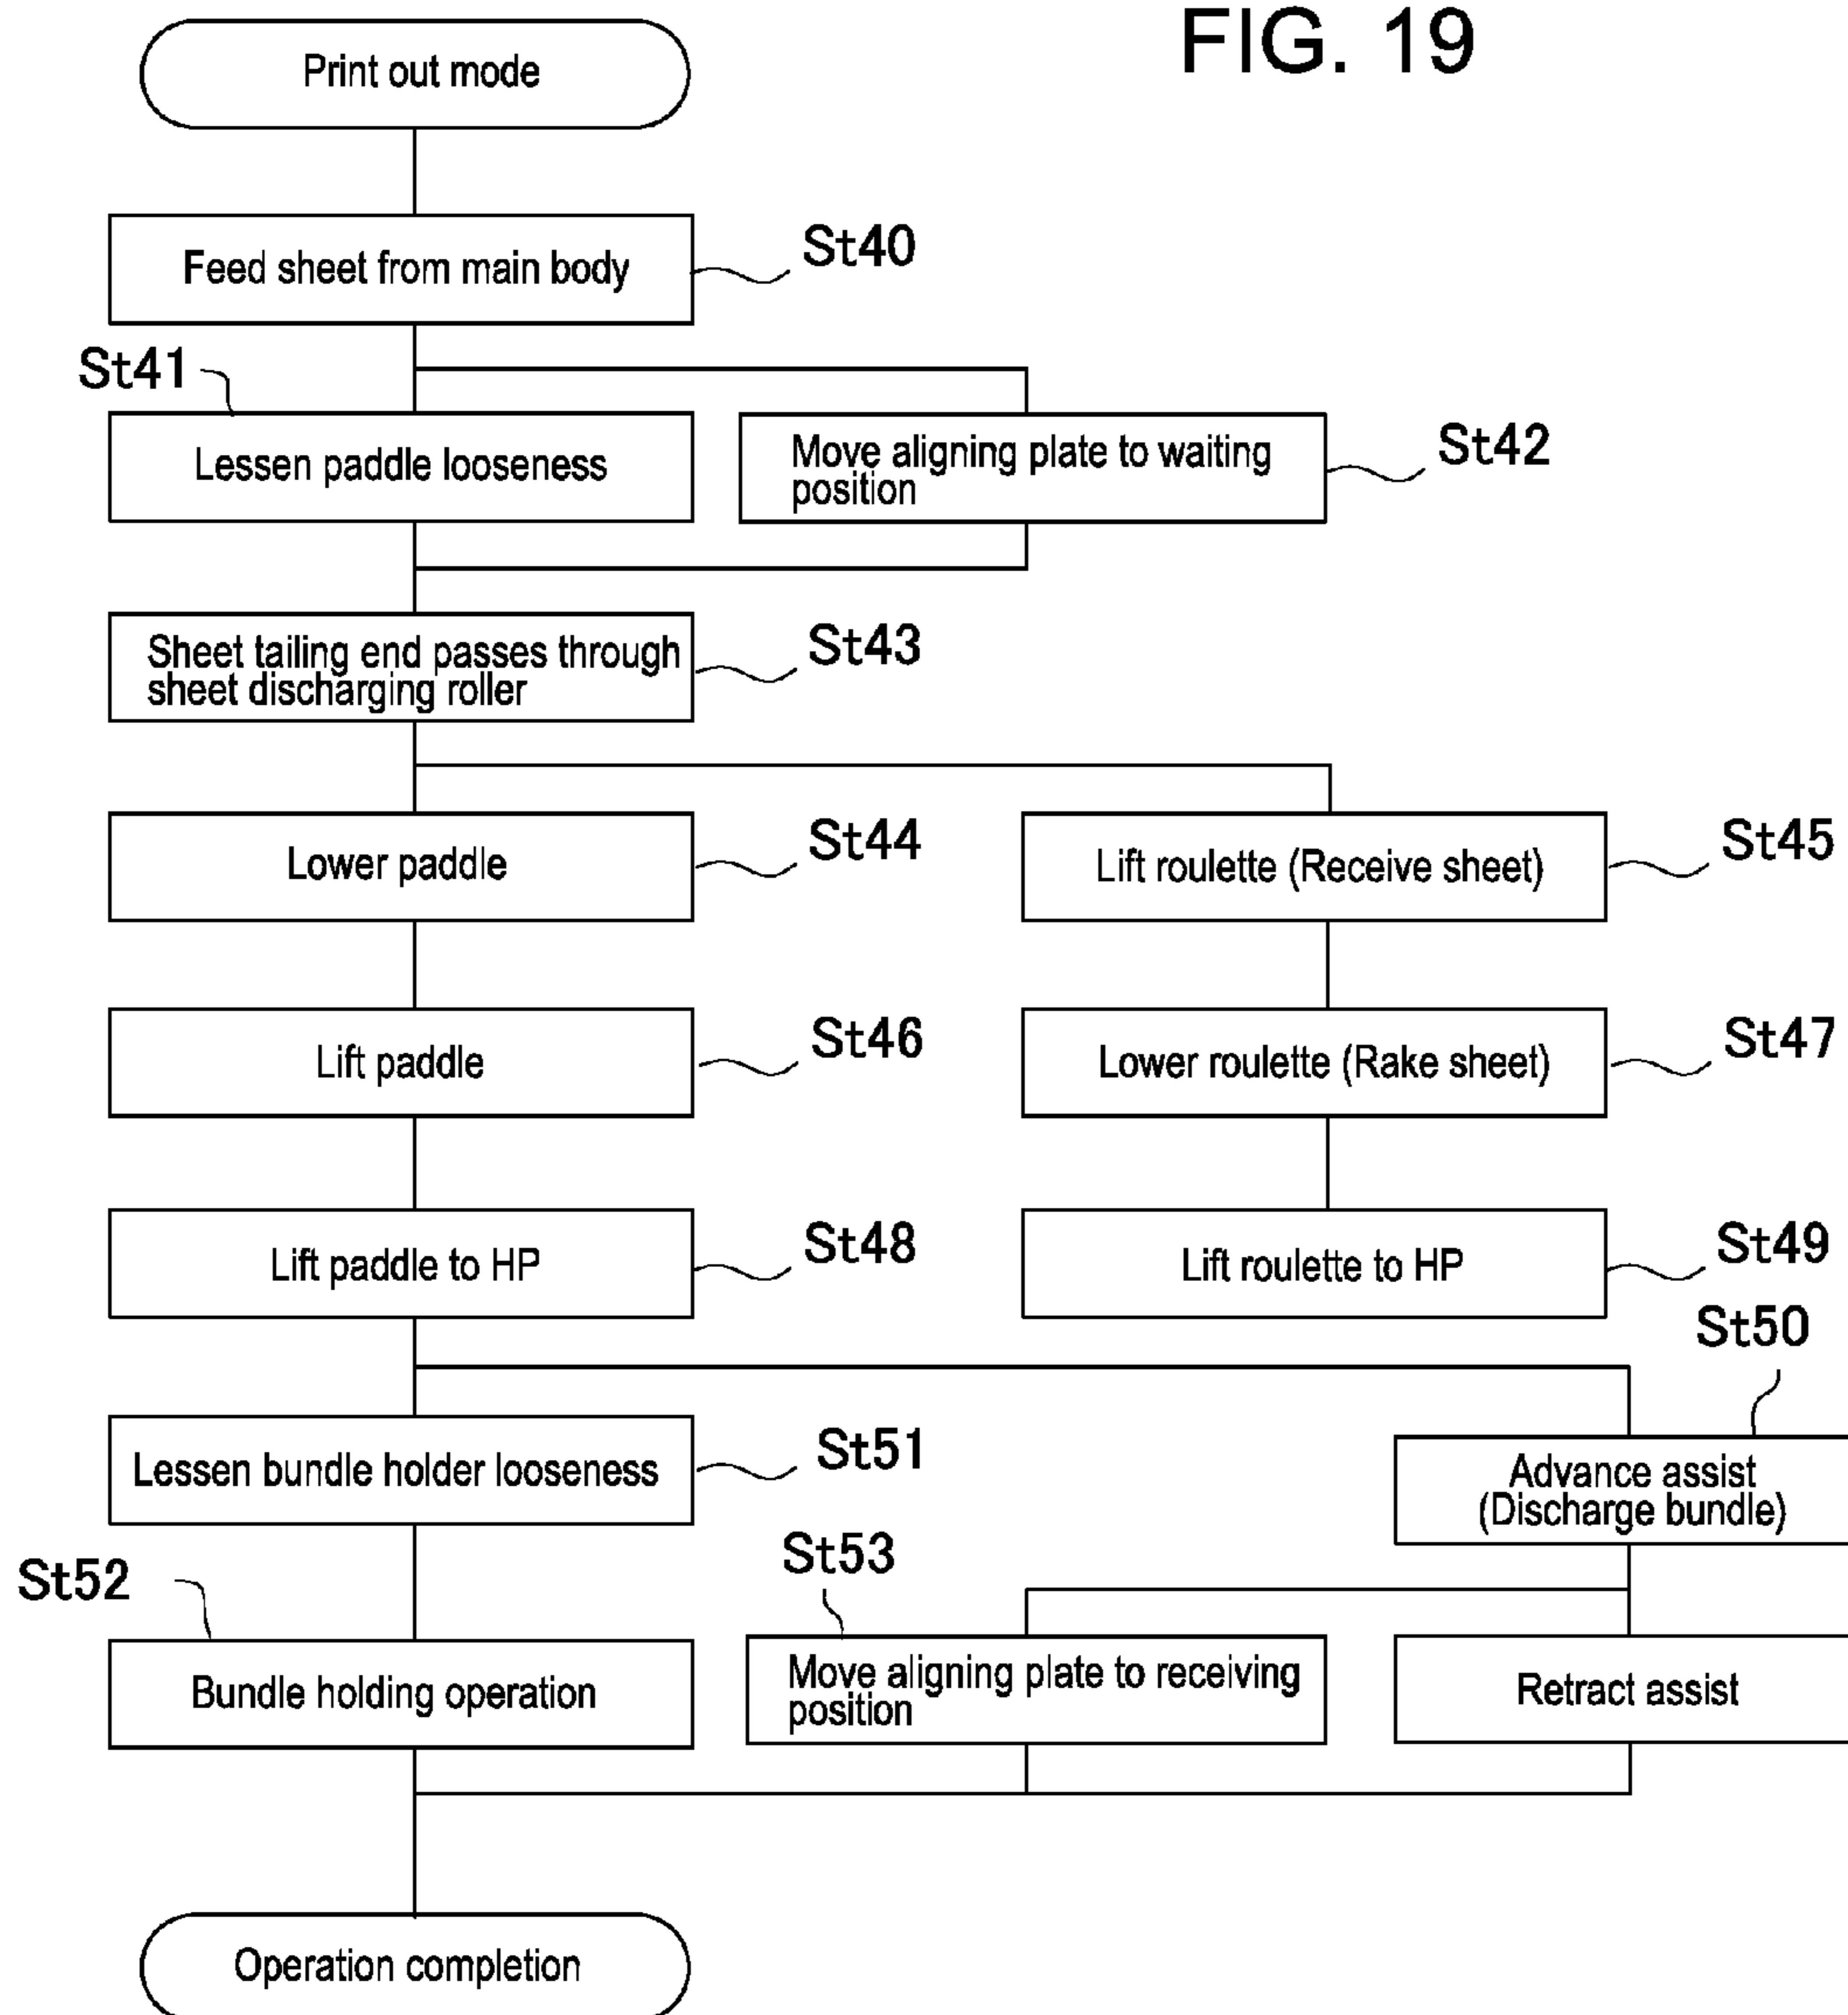 FIG. 19
Print out mode
Feed sheet from main body
St40
St41
Lessen paddle looseness
Move aligning plate to waiting
position
St42
Sheet tailing end passes through
sheet discharging roller
St43
Lower paddle
St44
Lift roulette (Receive sheet)
St45
Lift paddle
St46
Lower roulette (Rake sheet)
St47
Lift paddle to HP
St48
Lift roulette to HP
St49
St50
Lessen bundle holder looseness
St51
Advance assist
(Discharge bundle)
St52
St53
Bundle holding operation
Move aligning plate to receiving
position
Retract assist
Operation completion